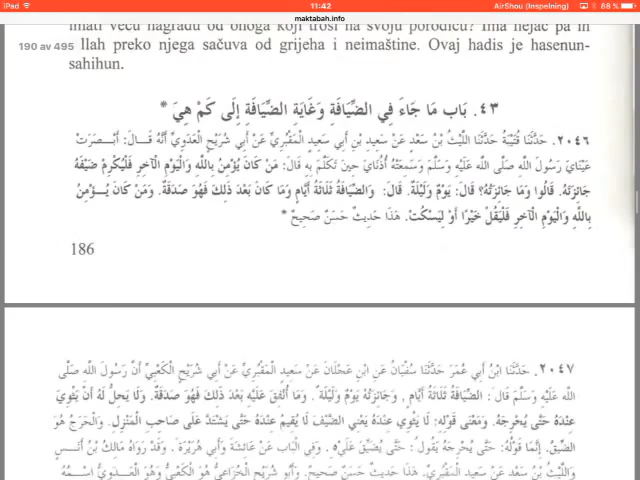 iPad 11:42 AirShou (Inspelning) 88 %
maktabah.info
imati veću nagradu od onoga koji troši na svoju porodicu? Ima nejač pa ih
190 av 495 llah preko njega sačuva od grijeha i neimaštine. Ovaj hadis je hasenun-
sahihun.
٤٣. بَاب مَا جَاءَ فِي الضِّيَافَةِ وَغَايَةِ الضِّيَافَةِ إِلَى كَمْ هِيَ *
٢٠٤٦. حَدَّثَنَا قُتَيْبَةُ حَدَّثَنَا اللَّيْثُ بْنُ سَعْدٍ عَنْ سَعِيدِ بْنِ أَبِي سَعِيدٍ الْمَقْبُرِيِّ عَنْ أَبِي شُرَيْحٍ الْعَدَوِيِّ أَنَّهُ قَالَ: أَبْصَرَتْ
عَيْنَايَ رَسُولَ اللَّهِ صَلَّى اللَّه عَلَيْهِ وَسَلَّمَ وَسَمِعَتْهُ أُذُنَايَ حِينَ تَكَلَّمَ بِهِ قَالَ: مَنْ كَانَ يُؤْمِنُ بِاللَّهِ وَالْيَوْمِ الْآخِرِ فَلْيُكْرِمْ ضَيْفَهُ
جَائِزَتَهُ. قَالُوا وَمَا جَائِزَتُهُ؟ قَالَ: يَوْمٌ وَلَيْلَةٌ. قَالَ: وَالضِّيَافَةُ ثَلَاثَةُ أَيَّامٍ وَمَا كَانَ بَعْدَ ذَلِكَ فَهُوَ صَدَقَةٌ. وَمَنْ كَانَ يُؤْمِنُ
بِاللَّهِ وَالْيَوْمِ الْآخِرِ فَلْيَقُلْ خَيْرًا أَوْ لِيَسْكُتْ. هَذَا حَدِيثٌ حَسَنٌ صَحِيحٌ *
186
٢٠٤٧. حَدَّثَنَا ابْنُ أَبِي عُمَرَ حَدَّثَنَا سُفْيَانُ عَنِ ابْنِ عَجْلَانَ عَنْ سَعِيدٍ الْمَقْبُرِيِّ عَنْ أَبِي شُرَيْحٍ الْكَعْبِيِّ أَنَّ رَسُولَ اللَّهِ صَلَّى
اللَّه عَلَيْهِ وَسَلَّمَ قَالَ: الضِّيَافَةُ ثَلَاثَةُ أَيَّامٍ , وَجَائِزَتُهُ يَوْمٌ وَلَيْلَةٌ. وَمَا أُنْفِقَ عَلَيْهِ بَعْدَ ذَلِكَ فَهُوَ صَدَقَةٌ. وَلَا يَحِلُّ لَهُ أَنْ يَثْوِيَ
عِنْدَهُ حَتَّى يُحْرِجَهُ. وَمَعْنَى قَوْلِهِ: لَا يَثْوِي عِنْدَهُ يَعْنِي الضَّيْفَ لَا يُقِيمُ عِنْدَهُ حَتَّى يَشْتَدَّ عَلَى صَاحِبِ الْمَنْزِلِ. وَالْحَرَجُ هُوَ
الضِّيقُ. إِنَّمَا قَوْلُهُ: حَتَّى يُحْرِجَهُ يَقُولُ: حَتَّى يُضَيِّقَ عَلَيْهِ. وَفِي الْبَاب عَنْ عَائِشَةَ وَأَبِي هُرَيْرَةَ. وَقَدْ رَوَاهُ مَالِكُ بْنُ أَنَسٍ
وَاللَّيْثُ بْنُ سَعْدٍ عَنْ سَعِيدٍ الْمَقْبُرِيِّ. هَذَا حَدِيثٌ حَسَنٌ صَحِيحٌ. وَأَبُو شُرَيْحٍ الْخُزَاعِيُّ هُوَ الْكَعْبِيُّ وَهُوَ الْعَدَوِيُّ اسْمُهُ